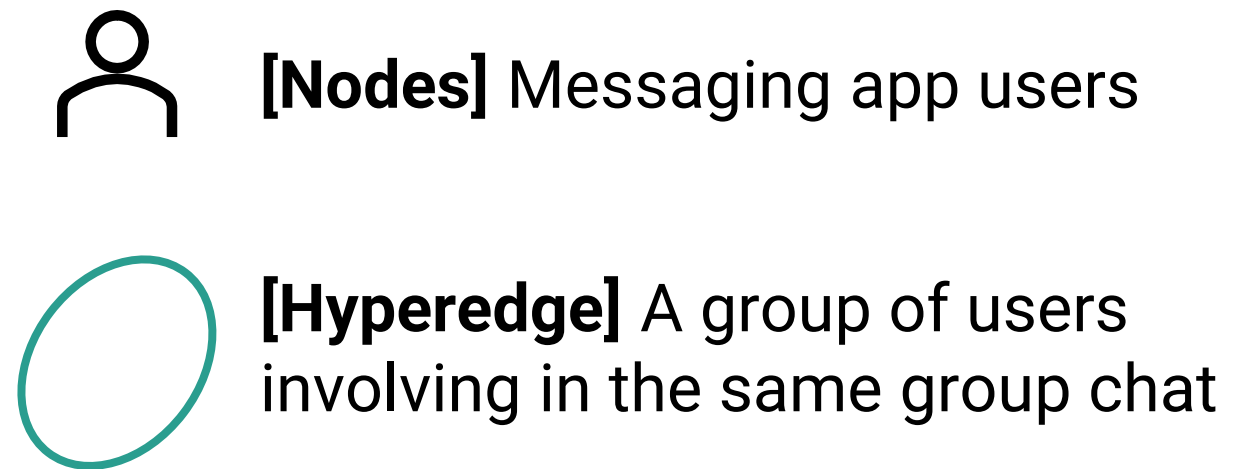 [Nodes] Messaging app users
[Hyperedge] A group of users
involving in the same group chat